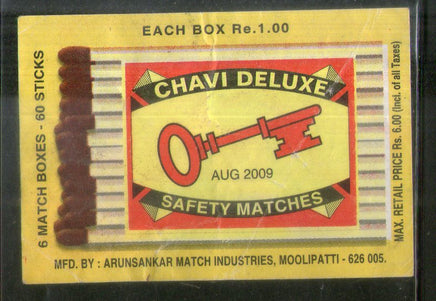 EACH BOX Re.1.00
6 MATCH BOXES - 60 STICKS
CHAVI DELUXE
AUG 2009
SAFETY MATCHES
MAX. RETAIL PRICE Rs. 6.00 (Incl. of all Taxes)
MFD. BY : ARUNSANKAR MATCH INDUSTRIES, MOOLIPATTI - 626 005.